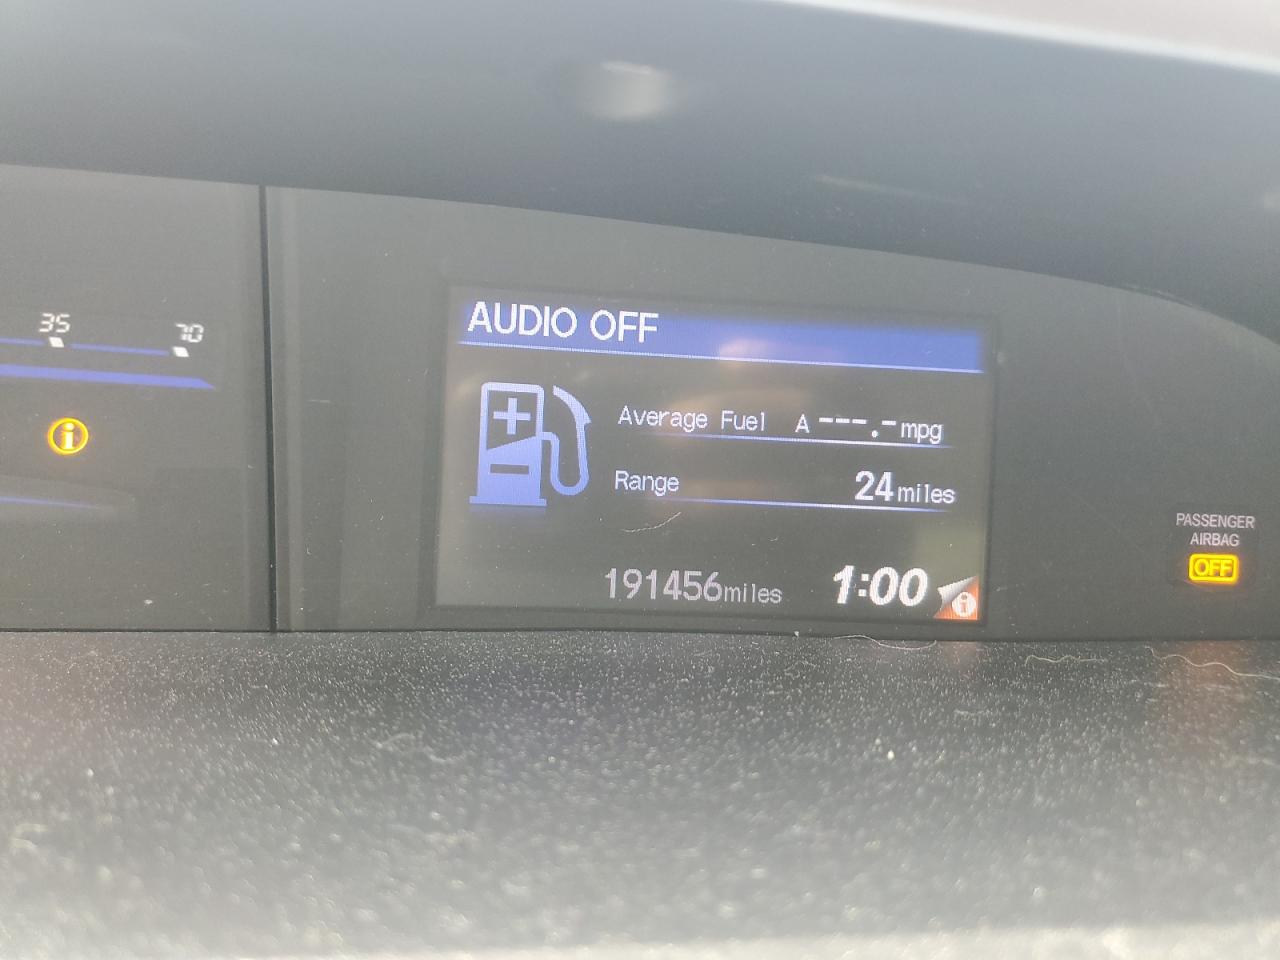 35 70
AUDIO OFF
Average Fuel A ---.- mpg
Range 24 miles
191456 miles 1:00
PASSENGER
AIRBAG
OFF